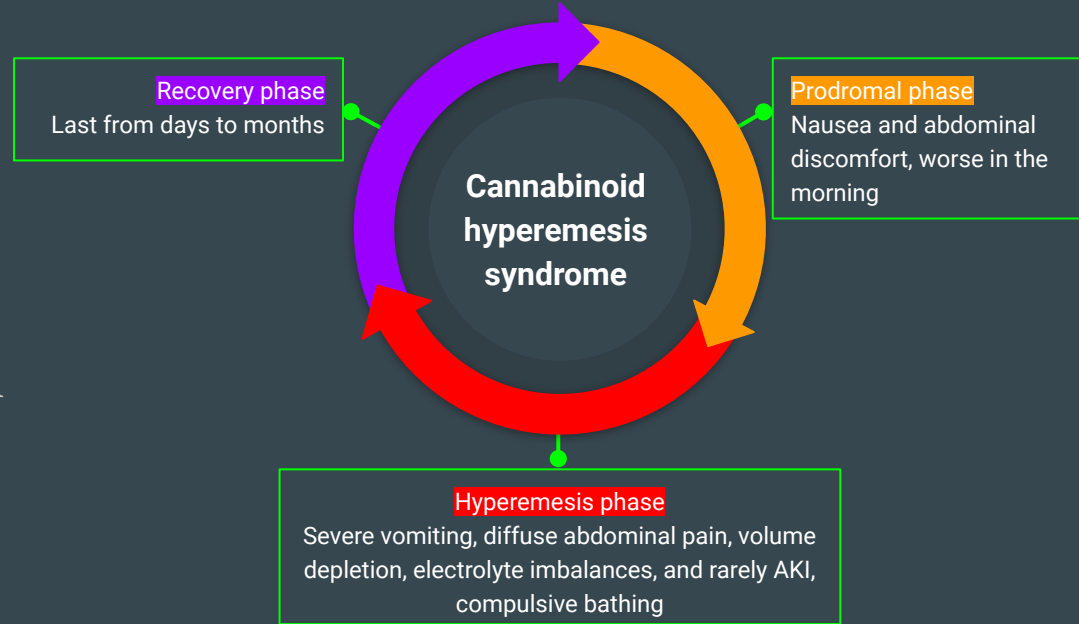 Recovery phase
Last from days to months
Prodromal phase
Nausea and abdominal
discomfort, worse in the
morning
Cannabinoid
hyperemesis
syndrome
Hyperemesis phase
Severe vomiting, diffuse abdominal pain, volume
depletion, electrolyte imbalances, and rarely AKI,
compulsive bathing